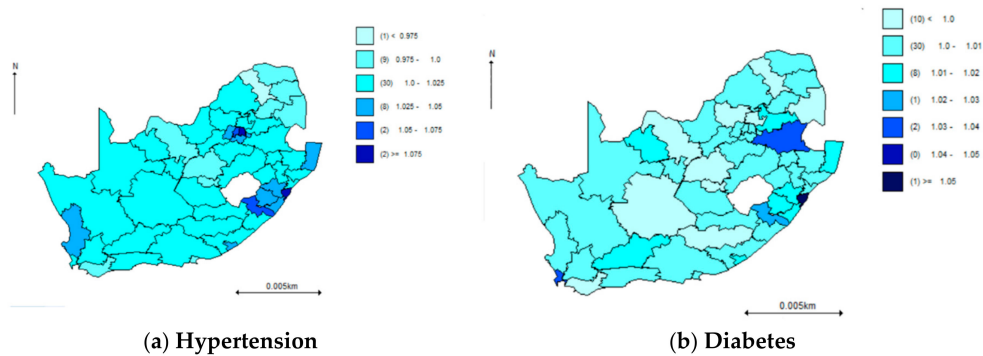 (1) < 0.975
(9) 0.975 - 1.0
(30) 1.0 - 1.025
(8) 1.025 - 1.05
(2) 1.05 - 1.075
(2) >= 1.075
N
0.005km
(a) Hypertension
(10) < 1.0
(30) 1.0 - 1.01
(8) 1.01 - 1.02
(1) 1.02 - 1.03
(2) 1.03 - 1.04
(0) 1.04 - 1.05
(1) >= 1.05
N
0.005km
(b) Diabetes